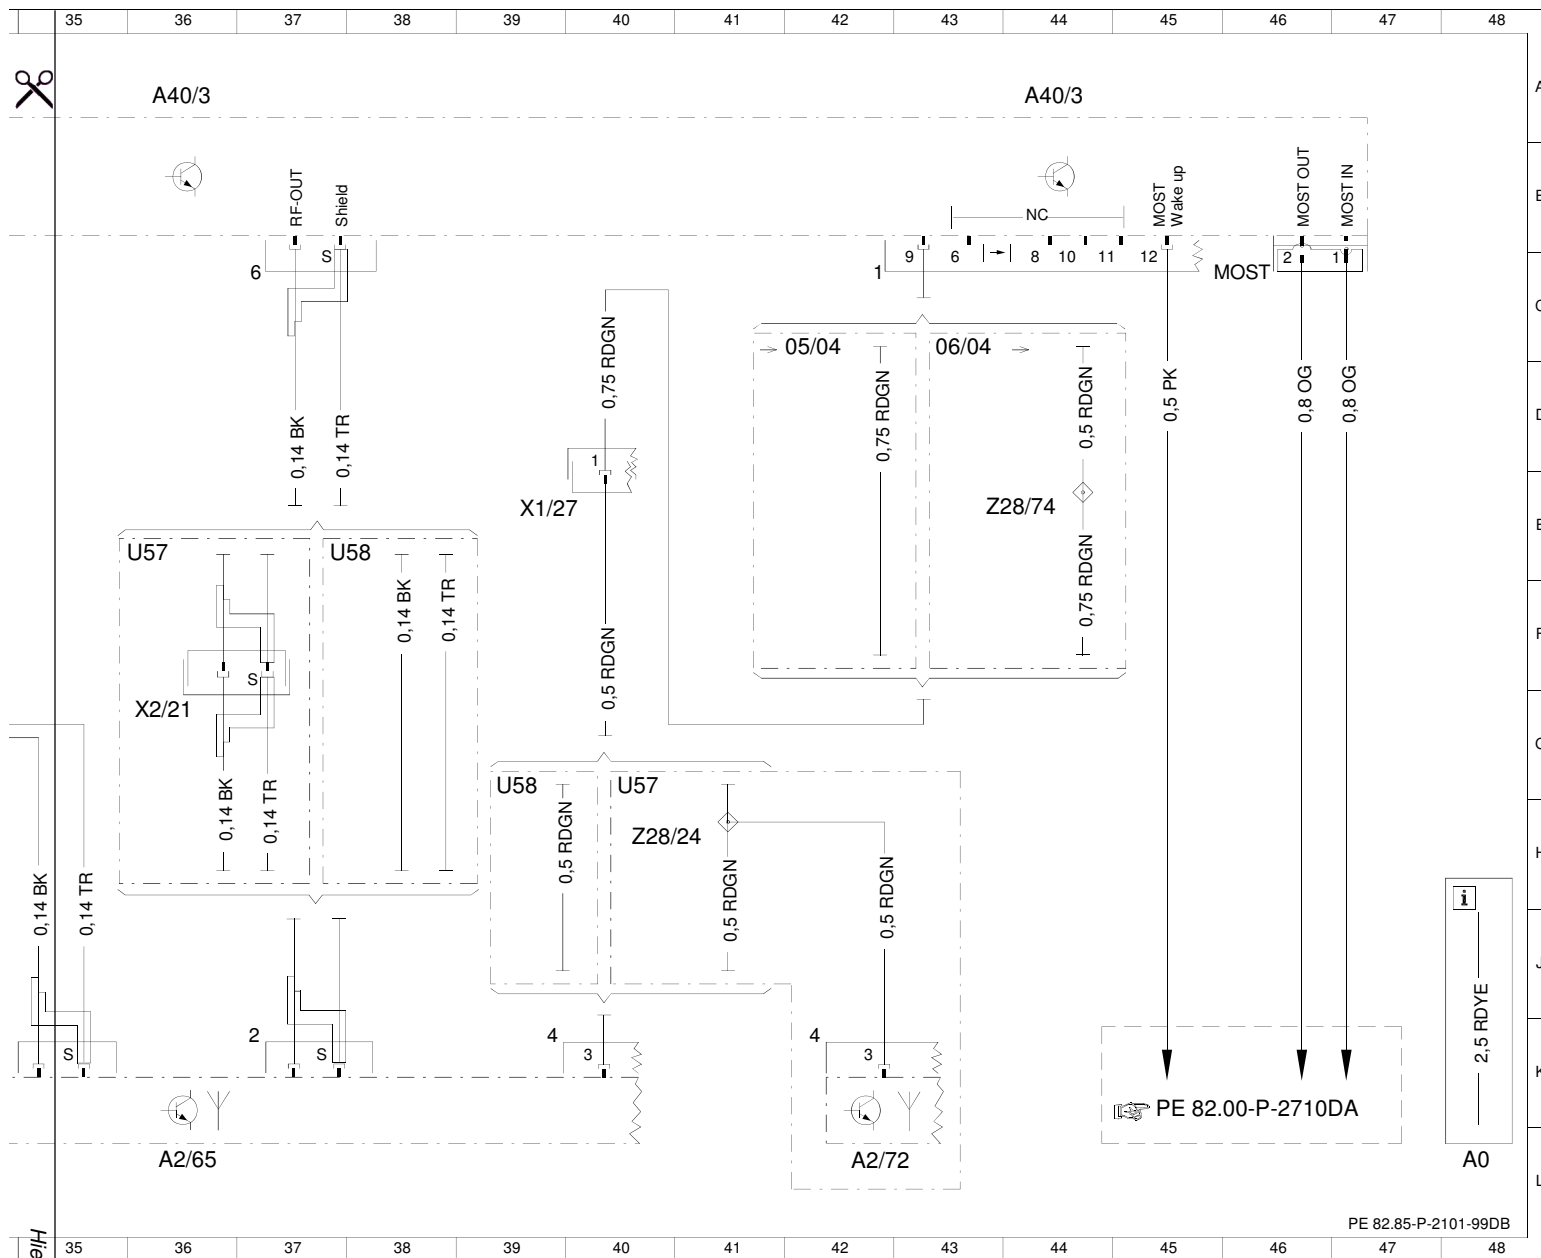 35 36 37 38 39 40 41 42 43 44 45 46 47 48
A40/3 A40/3
A
RF-OUT
Shield
NC
MOST
Wake up
MOST OUT
MOST IN
S
6
1
9 6 8 10 11 12
MOST
2 1
05/04
06/04
0,14 BK
0,14 TR
0,75 RDGN
0,75 RDGN
0,5 RDGN
0,5 PK
0,8 OG
0,8 OG
D
1
X1/27
Z28/74
U57
U58
0,14 BK
0,14 TR
0,5 RDGN
0,75 RDGN
S
X2/21
0,14 BK
0,14 TR
U58
U57
0,5 RDGN
Z28/24
0,5 RDGN
0,5 RDGN
H
0,14 BK
0,14 TR
i
2,5 RDYE
J
S
2
S
4
3
4
3
K
PE 82.00-P-2710DA
A2/65
A2/72
A0
L
PE 82.85-P-2101-99DB
Hie
35 36 37 38 39 40 41 42 43 44 45 46 47 48